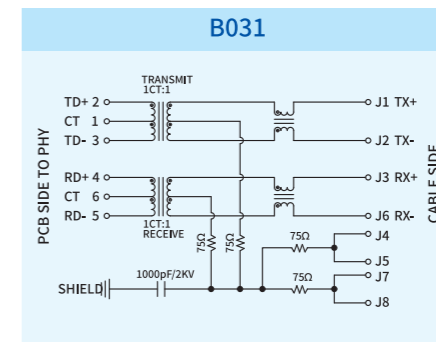 B031
TRANSMIT
1CT:1
TD+ 2
CT 1
TD- 3
J1 TX+
J2 TX-
PCB SIDE TO PHY
CABLE SIDE
RD+ 4
CT 6
RD- 5
J3 RX+
J6 RX-
1CT:1
RECEIVE
75Ω
75Ω
75Ω
J4
J5
1000pF/2KV
75Ω
J7
J8
SHIELD